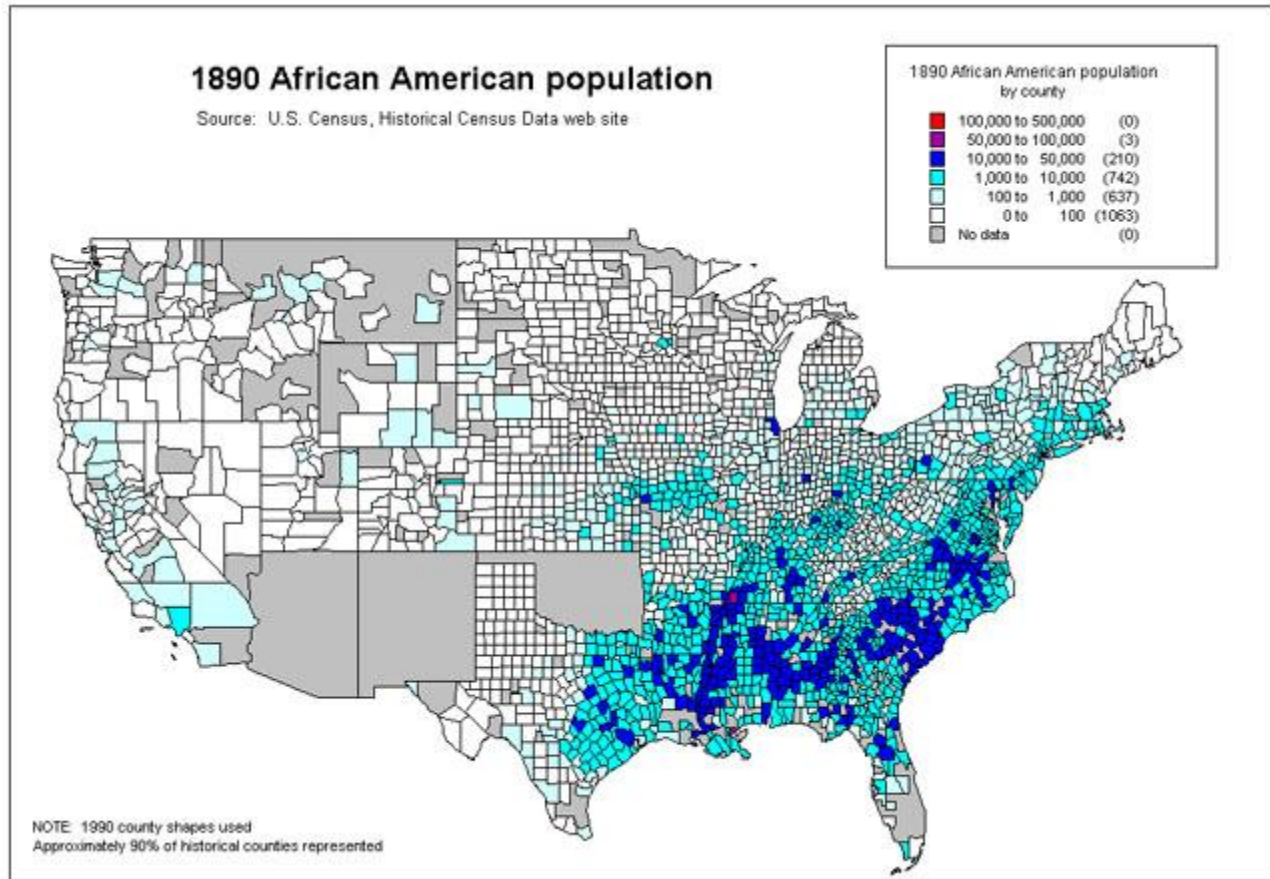 1890 African American population
Source: U.S. Census, Historical Census Data web site
1890 African American population
by county
100,000 to 500,000 (0)
50,000 to 100,000 (3)
10,000 to 50,000 (210)
1,000 to 10,000 (742)
100 to 1,000 (637)
0 to 100 (1063)
No data (0)
NOTE: 1990 county shapes used
Approximately 90% of historical counties represented